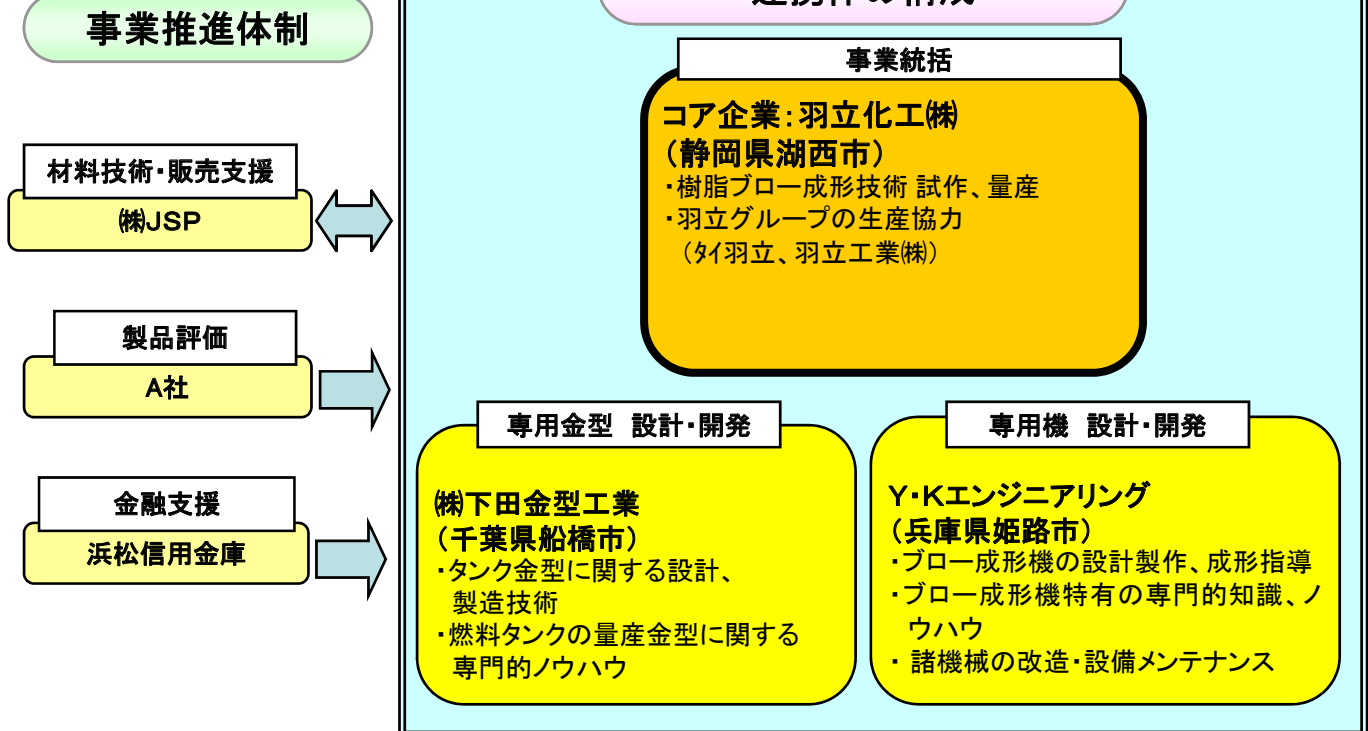 事業推進体制
材料技術・販売支援
㈱JSP
製品評価
A社
金融支援
浜松信用金庫
連携体の構成
事業統括
コア企業：羽立化工㈱
（静岡県湖西市）
・樹脂ブロー成形技術 試作、量産
・羽立グループの生産協力
（タイ羽立、羽立工業㈱）
専用金型　設計・開発
㈱下田金型工業
（千葉県船橋市）
・タンク金型に関する設計、
製造技術
・燃料タンクの量産金型に関する
専門的ノウハウ
専用機　設計・開発
Y・Kエンジニアリング
（兵庫県姫路市）
・ブロー成形機の設計製作、成形指導
・ブロー成形機特有の専門的知識、ノ
ウハウ
・ 諸機械の改造・設備メンテナンス